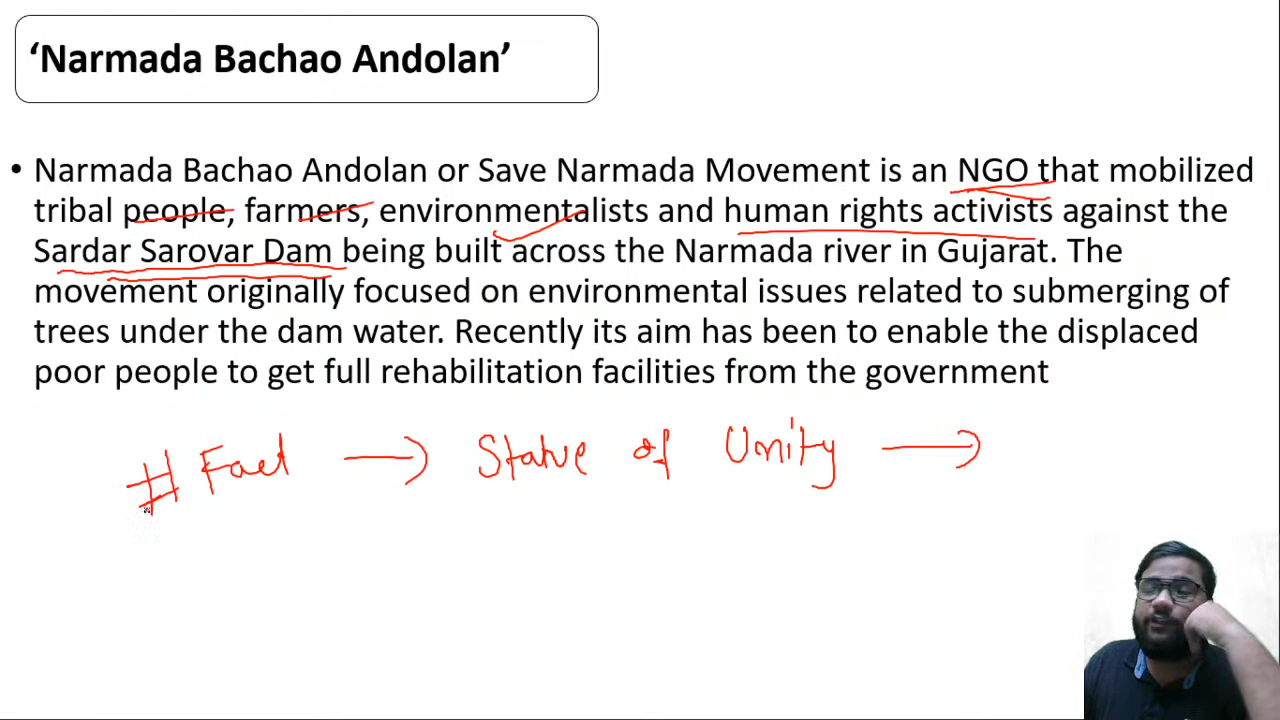 ‘Narmada Bachao Andolan’
• Narmada Bachao Andolan or Save Narmada Movement is an NGO that mobilized
tribal people, farmers, environmentalists and human rights activists against the
Sardar Sarovar Dam being built across the Narmada river in Gujarat. The
movement originally focused on environmental issues related to submerging of
trees under the dam water. Recently its aim has been to enable the displaced
poor people to get full rehabilitation facilities from the government
# Fact → Statue of Unity →